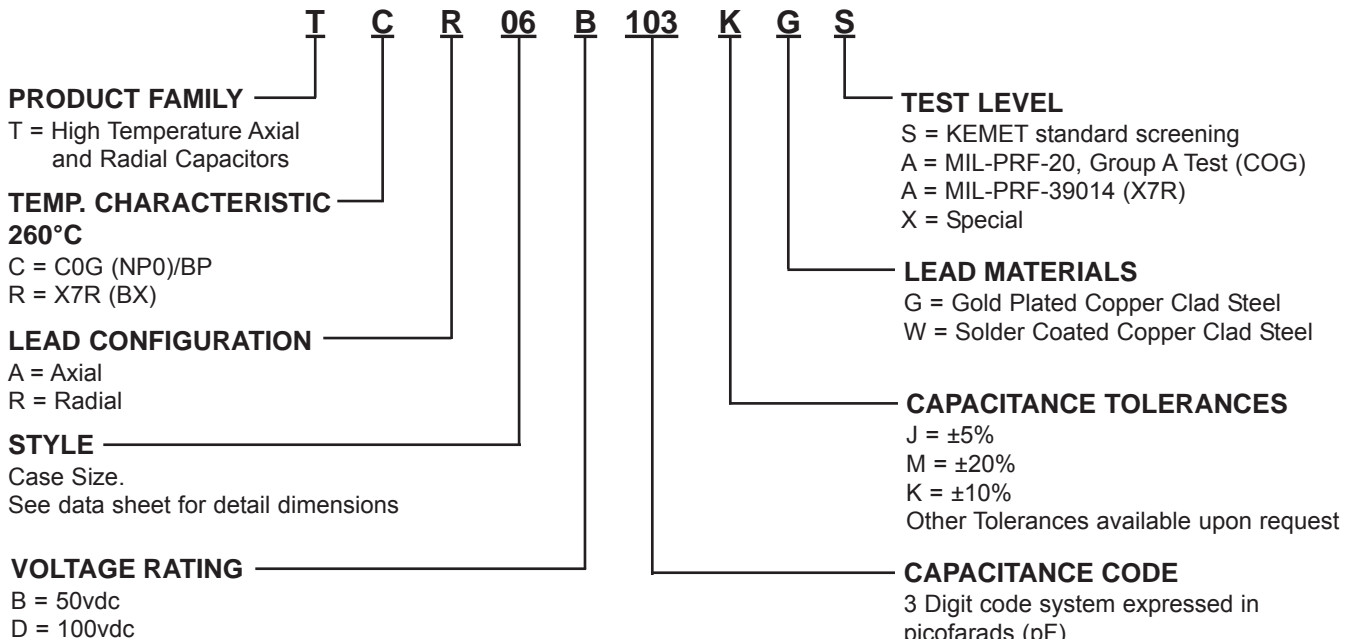 T C R 06 B 103 K G S
PRODUCT FAMILY
T = High Temperature Axial
and Radial Capacitors
TEMP. CHARACTERISTIC
260°C
C = C0G (NP0)/BP
R = X7R (BX)
LEAD CONFIGURATION
A = Axial
R = Radial
STYLE
Case Size.
See data sheet for detail dimensions
VOLTAGE RATING
B = 50vdc
D = 100vdc
TEST LEVEL
S = KEMET standard screening
A = MIL-PRF-20, Group A Test (COG)
A = MIL-PRF-39014 (X7R)
X = Special
LEAD MATERIALS
G = Gold Plated Copper Clad Steel
W = Solder Coated Copper Clad Steel
CAPACITANCE TOLERANCES
J = ±5%
M = ±20%
K = ±10%
Other Tolerances available upon request
CAPACITANCE CODE
3 Digit code system expressed in
picofarads (pF)